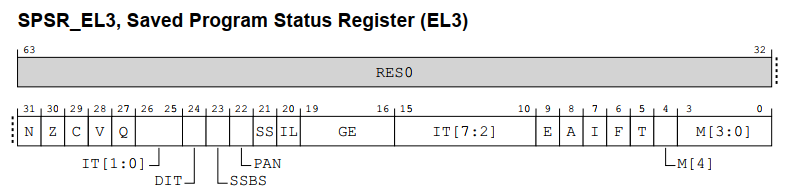 SPSR_EL3, Saved Program Status Register (EL3)
63 32
RES0
31 30 29 28 27 26 25 24 23 22 21 20 19 16 15 10 9 8 7 6 5 4 3 0
N Z C V Q SS IL GE IT[7:2] E A I F T M[3:0]
IT[1:0] PAN M[4]
DIT SSBS